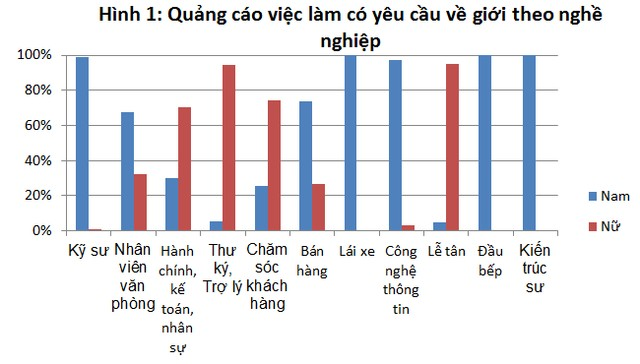 Hình 1: Quảng cáo việc làm có yêu cầu về giới theo nghề
nghiệp
100%
80%
60%
40%
20%
0%
Kỹ sư
Nhân
viên văn
phòng
Hành
chính,
kế
toán,
nhân
sự
Thư
ký,
Trợ lý
Chăm
sóc
khách
hàng
Bán
hàng
Lái xe
Công
nghệ
thông
tin
Lễ tân
Đầu
bếp
Kiến
trúc
sư
Nam
Nữ